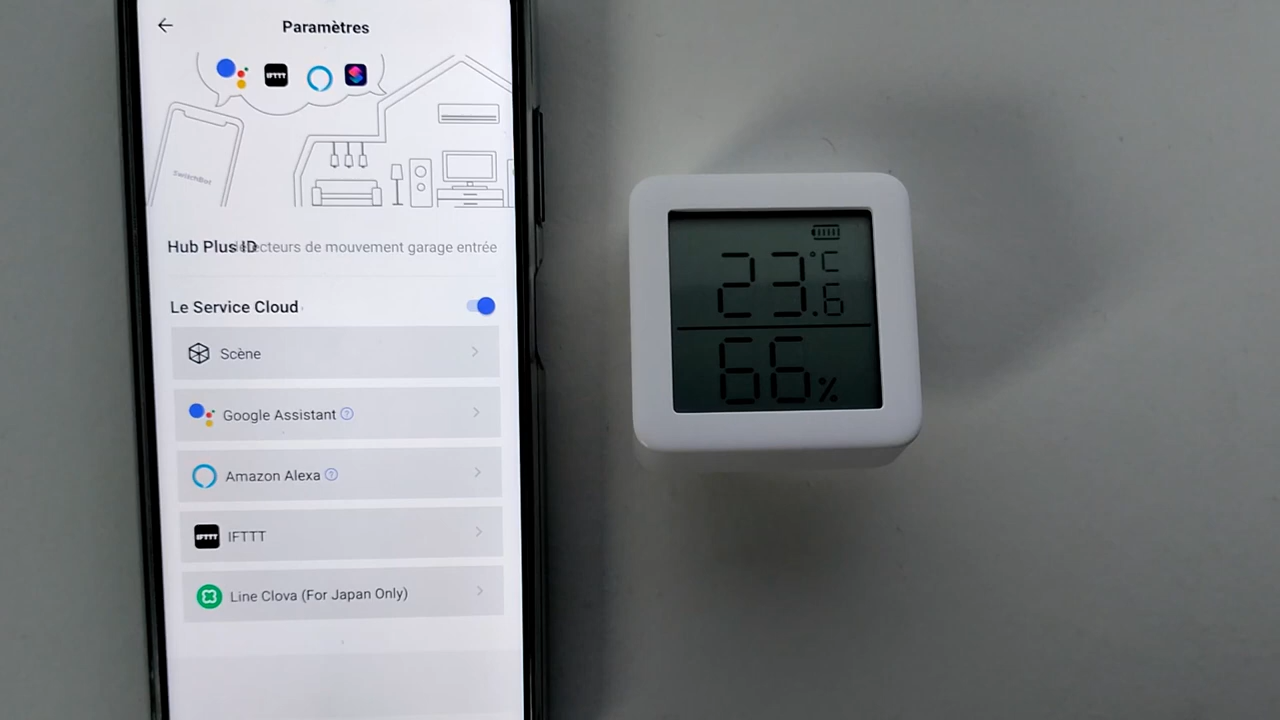 Paramètres
IFTTT
SwitchBot
Hub Plus ID
détecteurs de mouvement garage entrée
Le Service Cloud
Scène
Google Assistant ?
Amazon Alexa ?
IFTTT IFTTT
Line Clova (For Japan Only)
23.6°C
66%